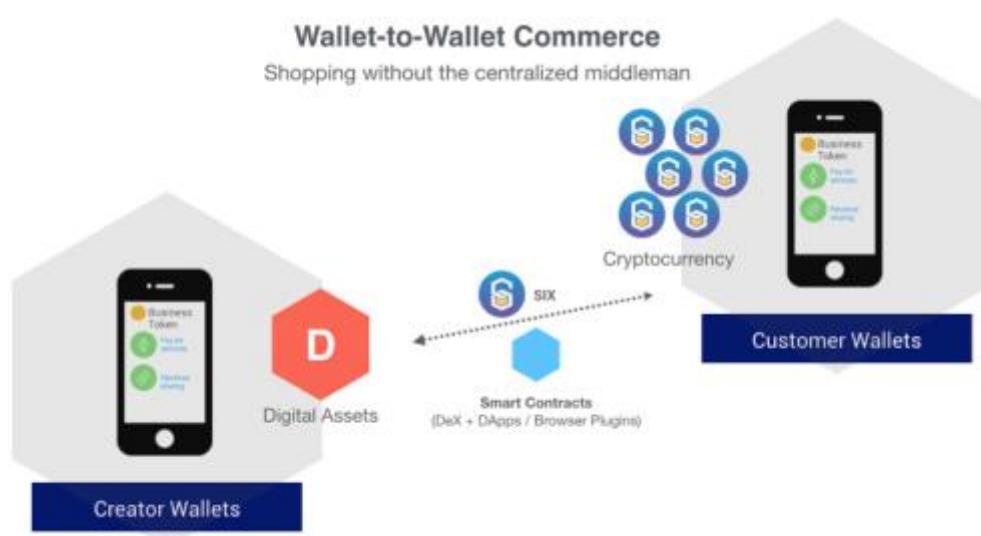 Wallet-to-Wallet Commerce
Shopping without the centralized middleman
Business
Token
Cryptocurrency
SIX
Customer Wallets
Smart Contracts
(DeX + DApps / Browser Plugins)
Business
Token
D
Digital Assets
Creator Wallets